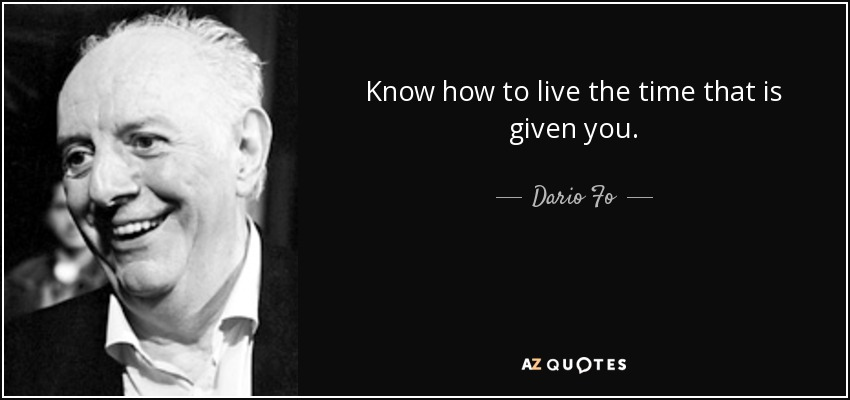 Know how to live the time that is
given you.
Dario Fo
AZ QUOTES